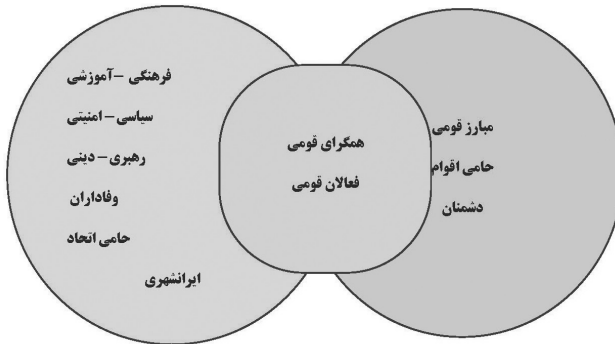 فرهنگی – آموزشی
سیاسی – امنیتی
رهبری – دینی
وفاداران
حامی اتحاد
ایرانشهری
همگرای قومی
فعالان قومی
مبارز قومی
حامی اقوام
دشمنان